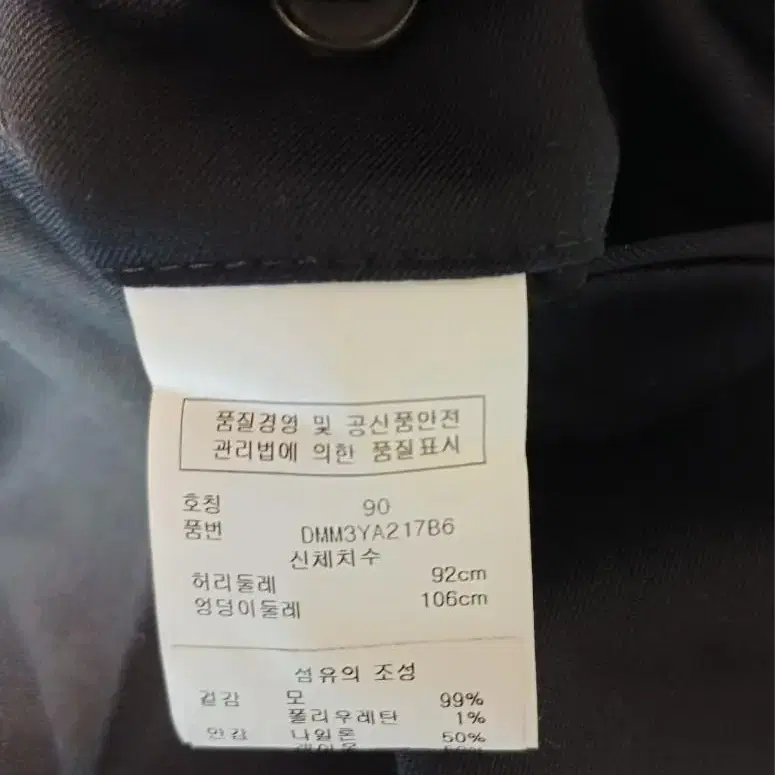 품질경영 및 공신품안전
관리법에 의한 품질표시
호칭 90
품번 DMM3YA217B6
신체치수
허리둘레 92cm
엉덩이둘레 106cm
섬유의 조성
겉감 모 99%
폴리우레탄 1%
안감 나일론 50%